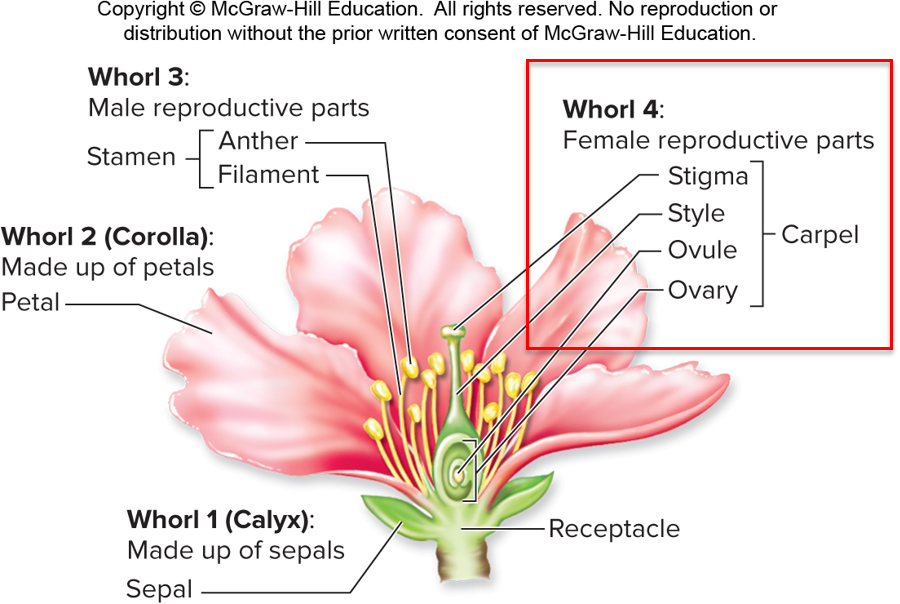 Copyright © McGraw-Hill Education.  All rights reserved. No reproduction or
distribution without the prior written consent of McGraw-Hill Education.
Whorl 3:
Male reproductive parts
Stamen
Anther
Filament
Whorl 4:
Female reproductive parts
Stigma
Style
Ovule
Ovary
Carpel
Whorl 2 (Corolla):
Made up of petals
Petal
Whorl 1 (Calyx):
Made up of sepals
Sepal
Receptacle